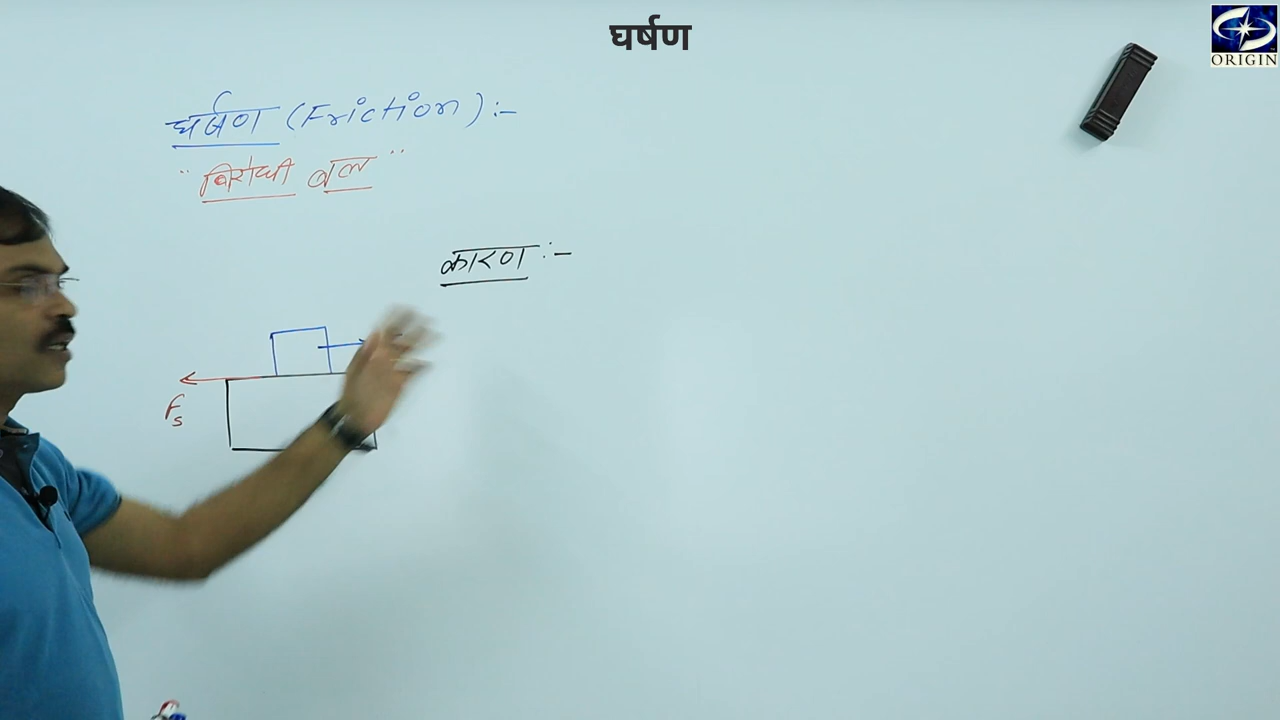 घर्षण
ORIGIN
घर्षण (Friction) :-
"विरोधी बल"
कारण :-
fs